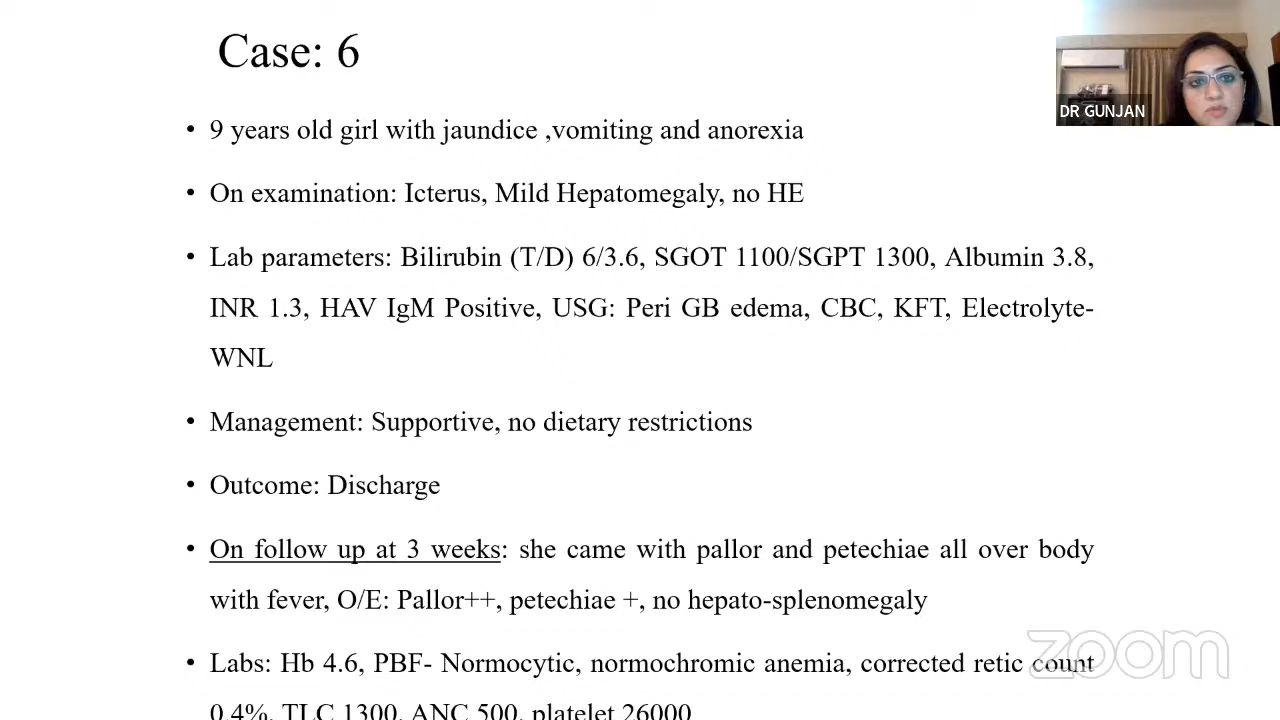 Case: 6
DR GUNJAN
• 9 years old girl with jaundice ,vomiting and anorexia
• On examination: Icterus, Mild Hepatomegaly, no HE
• Lab parameters: Bilirubin (T/D) 6/3.6, SGOT 1100/SGPT 1300, Albumin 3.8,
INR 1.3, HAV IgM Positive, USG: Peri GB edema, CBC, KFT, Electrolyte-
WNL
• Management: Supportive, no dietary restrictions
• Outcome: Discharge
• On follow up at 3 weeks: she came with pallor and petechiae all over body
with fever, O/E: Pallor++, petechiae +, no hepato-splenomegaly
• Labs: Hb 4.6, PBF- Normocytic, normochromic anemia, corrected retic count
0.4%, TLC 1300, ANC 500, platelet 26000
zoom